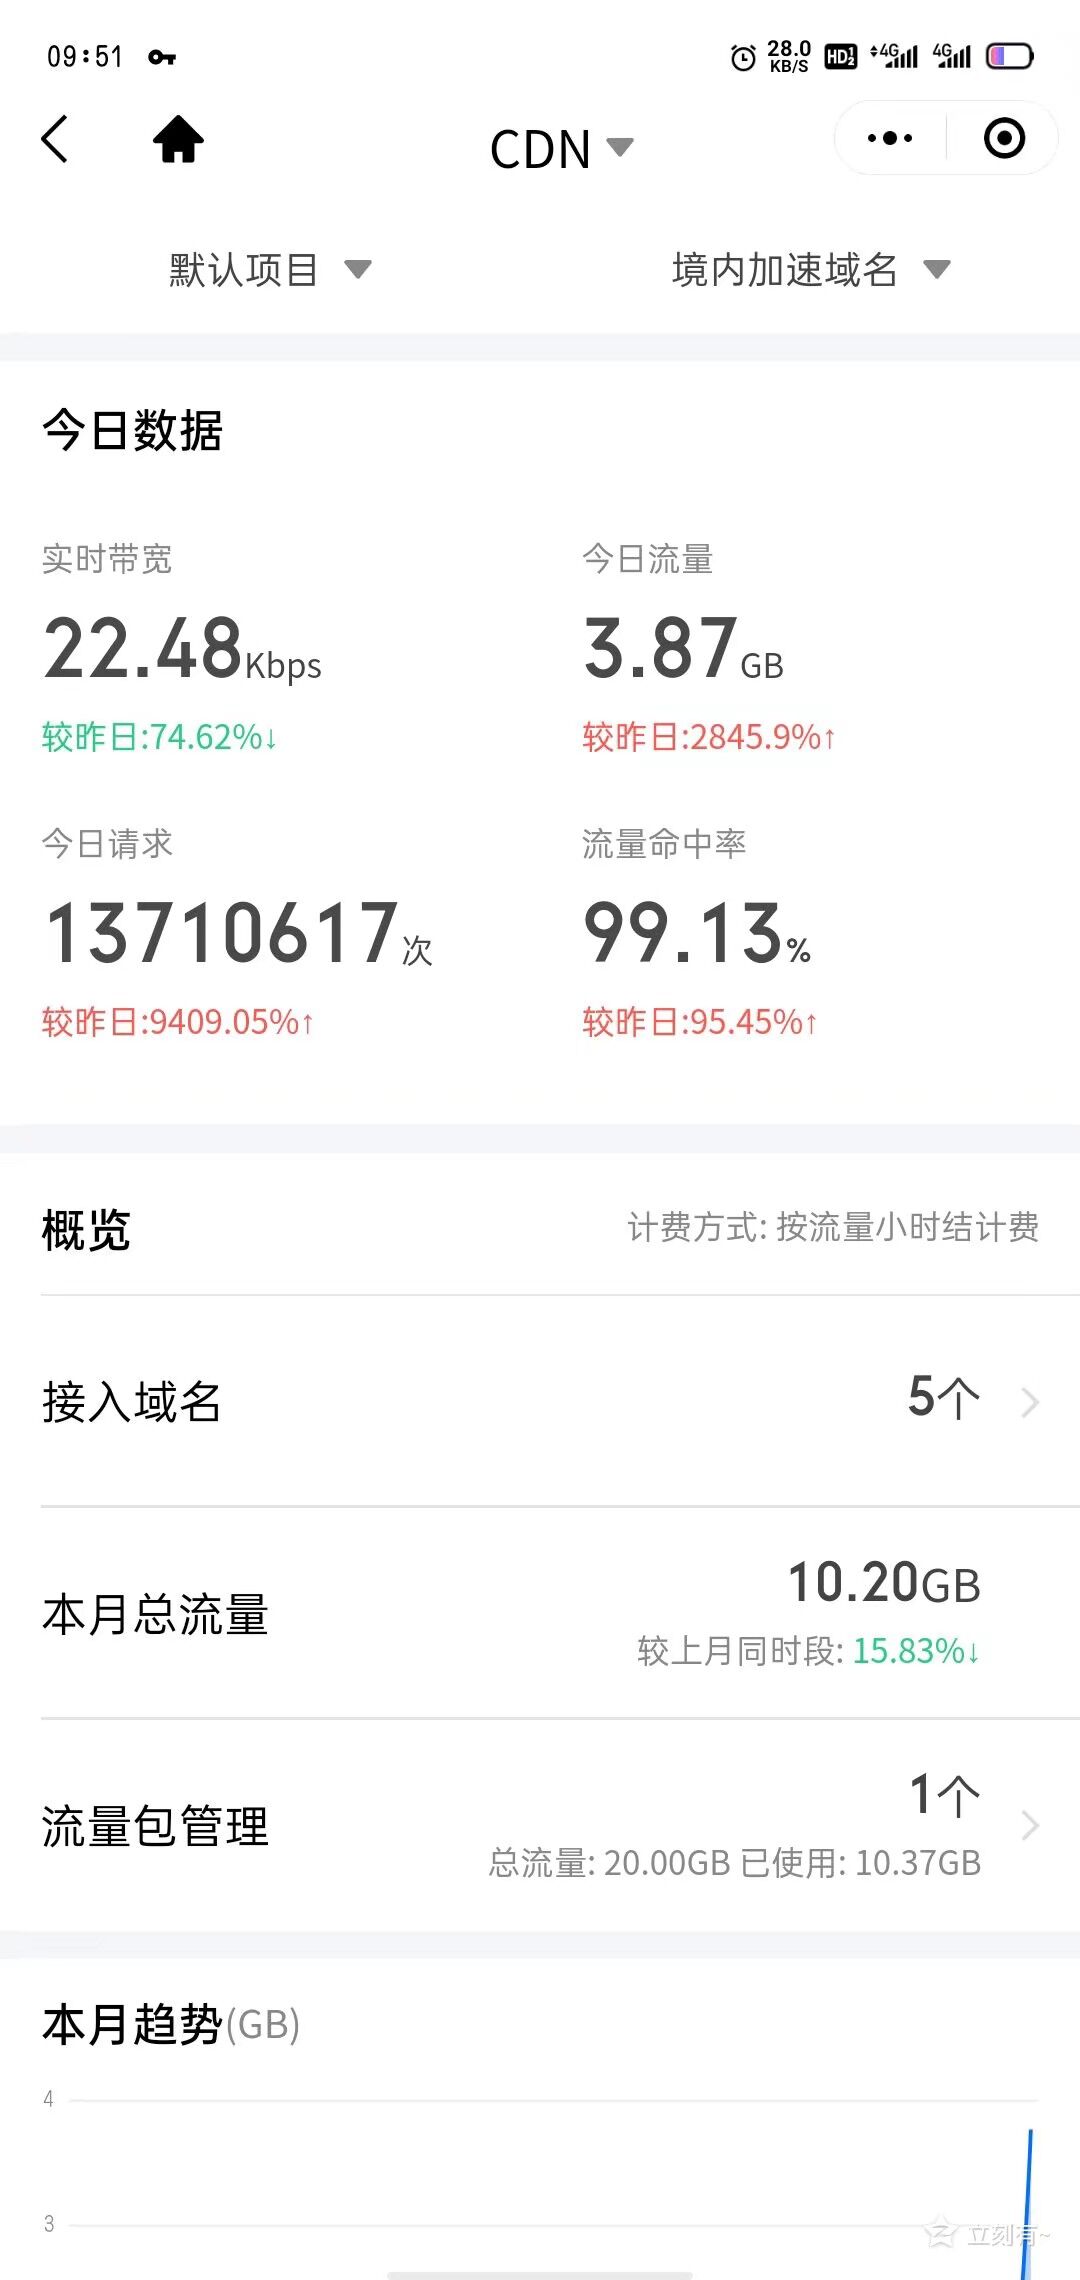 09:51
28.0
KB/S
HD 1 2
4G
4G
CDN
默认项目
境内加速域名
今日数据
实时带宽
今日流量
22.48Kbps
3.87GB
较昨日:74.62%↓
较昨日:2845.9%↑
今日请求
流量命中率
13710617次
99.13%
较昨日:9409.05%↑
较昨日:95.45%↑
概览
计费方式: 按流量小时结计费
接入域名
5个
本月总流量
10.20GB
较上月同时段: 15.83%↓
流量包管理
1个
总流量: 20.00GB 已使用: 10.37GB
本月趋势(GB)
4
3
立刻有~